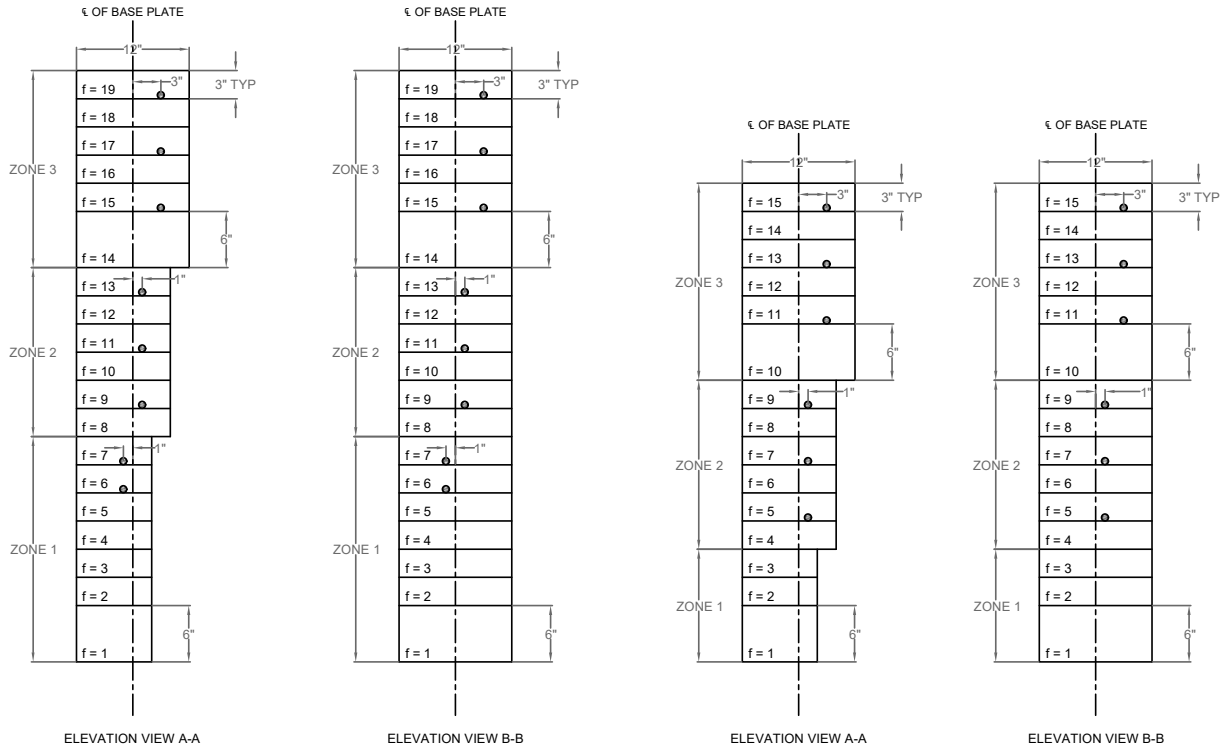 ℄ OF BASE PLATE
12"
3"
3" TYP
f = 19
f = 18
f = 17
f = 16
f = 15
6"
f = 14
ZONE 3
1"
f = 13
f = 12
f = 11
f = 10
f = 9
f = 8
ZONE 2
1"
f = 7
f = 6
f = 5
f = 4
f = 3
f = 2
6"
f = 1
ZONE 1
ELEVATION VIEW A-A
℄ OF BASE PLATE
12"
3"
3" TYP
f = 19
f = 18
f = 17
f = 16
f = 15
6"
f = 14
ZONE 3
1"
f = 13
f = 12
f = 11
f = 10
f = 9
f = 8
ZONE 2
1"
f = 7
f = 6
f = 5
f = 4
f = 3
f = 2
6"
f = 1
ZONE 1
ELEVATION VIEW B-B
℄ OF BASE PLATE
12"
3"
3" TYP
f = 15
f = 14
f = 13
f = 12
f = 11
6"
f = 10
ZONE 3
1"
f = 9
f = 8
f = 7
f = 6
f = 5
f = 4
ZONE 2
f = 3
f = 2
6"
f = 1
ZONE 1
ELEVATION VIEW A-A
℄ OF BASE PLATE
12"
3"
3" TYP
f = 15
f = 14
f = 13
f = 12
f = 11
6"
f = 10
ZONE 3
1"
f = 9
f = 8
f = 7
f = 6
f = 5
f = 4
ZONE 2
f = 3
f = 2
6"
f = 1
ZONE 1
ELEVATION VIEW B-B